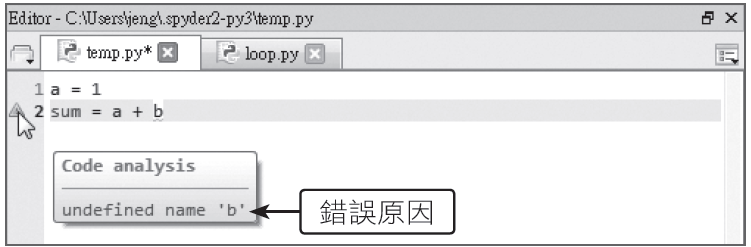 Editor - C:\Users\jeng\.spyder2-py3\temp.py
temp.py* loop.py
1 a = 1
2 sum = a + b
Code analysis
undefined name 'b'
錯誤原因